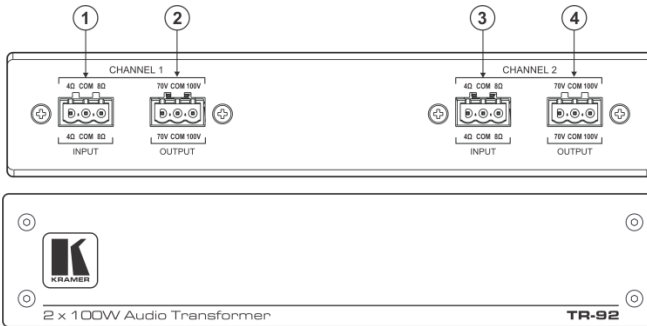 1 2 3 4
CHANNEL 1 CHANNEL 2
4Ω COM 8Ω 70V COM 100V 4Ω COM 8Ω 70V COM 100V
4Ω COM 8Ω 70V COM 100V 4Ω COM 8Ω 70V COM 100V
INPUT OUTPUT INPUT OUTPUT
K
KRAMER
2 x 100W Audio Transformer TR-92